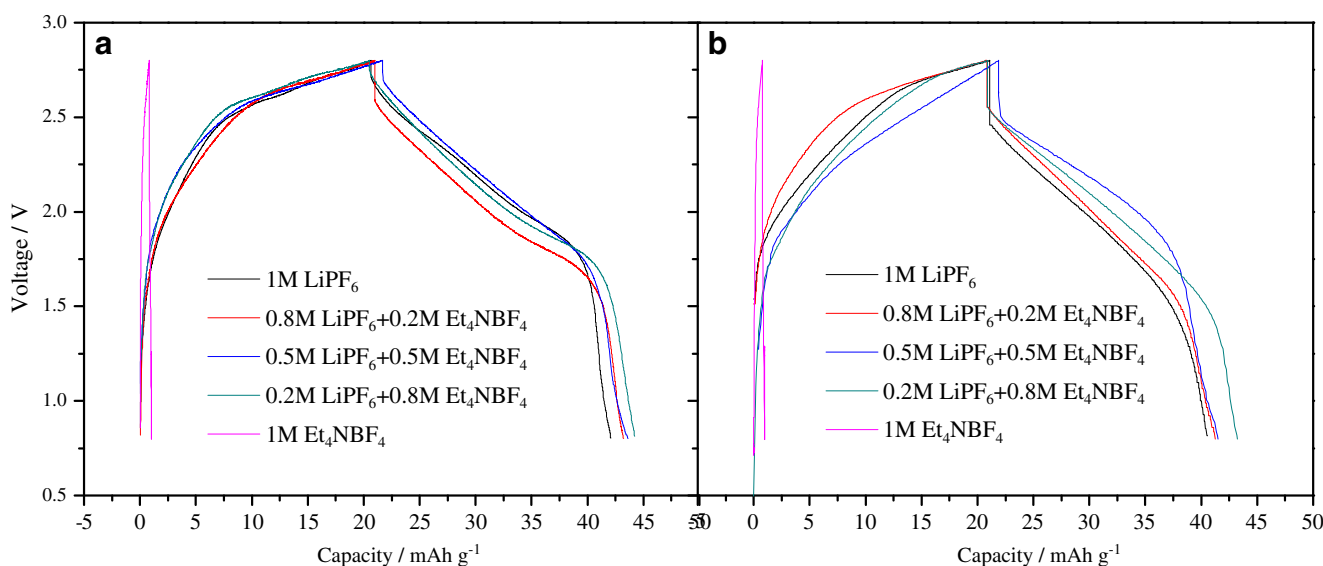 3.0
2.5
2.0
1.5
1.0
0.5
Voltage / V
a
1M LiPF₆
0.8M LiPF₆+0.2M Et₄NBF₄
0.5M LiPF₆+0.5M Et₄NBF₄
0.2M LiPF₆+0.8M Et₄NBF₄
1M Et₄NBF₄
-5 0 5 10 15 20 25 30 35 40 45
Capacity / mAh g⁻¹
b
1M LiPF₆
0.8M LiPF₆+0.2M Et₄NBF₄
0.5M LiPF₆+0.5M Et₄NBF₄
0.2M LiPF₆+0.8M Et₄NBF₄
1M Et₄NBF₄
0 5 10 15 20 25 30 35 40 45 50
Capacity / mAh g⁻¹